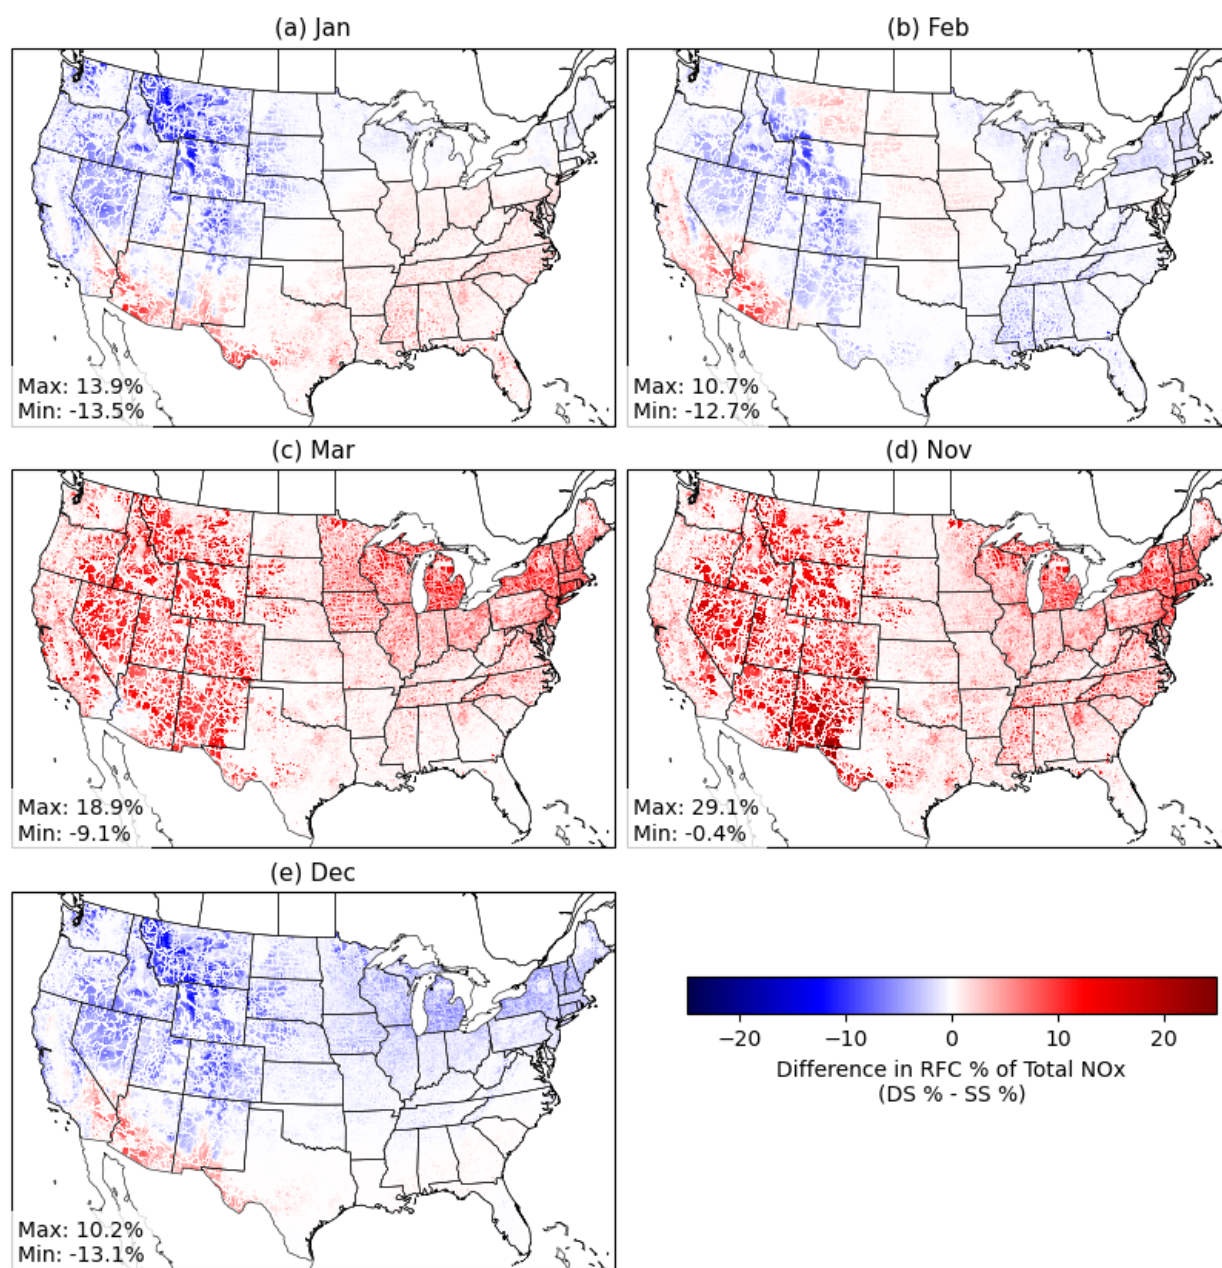 (a) Jan
(b) Feb
Max: 13.9%
Min: -13.5%
Max: 10.7%
Min: -12.7%
(c) Mar
(d) Nov
Max: 18.9%
Min: -9.1%
Max: 29.1%
Min: -0.4%
(e) Dec
Max: 10.2%
Min: -13.1%
−20 −10 0 10 20
Difference in RFC % of Total NOx
(DS % - SS %)